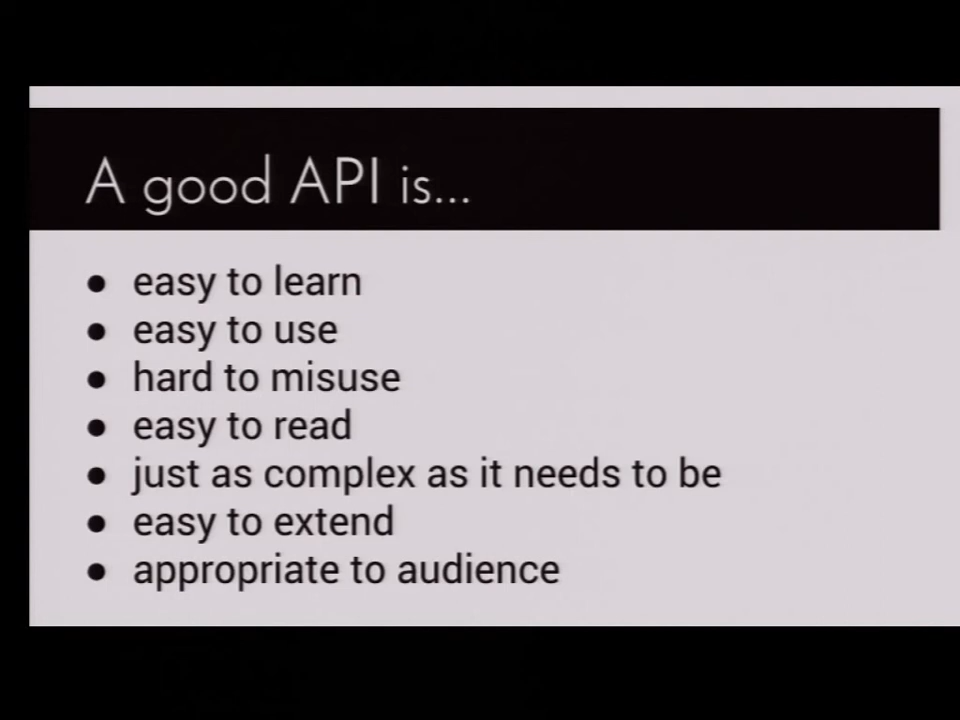 A good API is...
● easy to learn
● easy to use
● hard to misuse
● easy to read
● just as complex as it needs to be
● easy to extend
● appropriate to audience